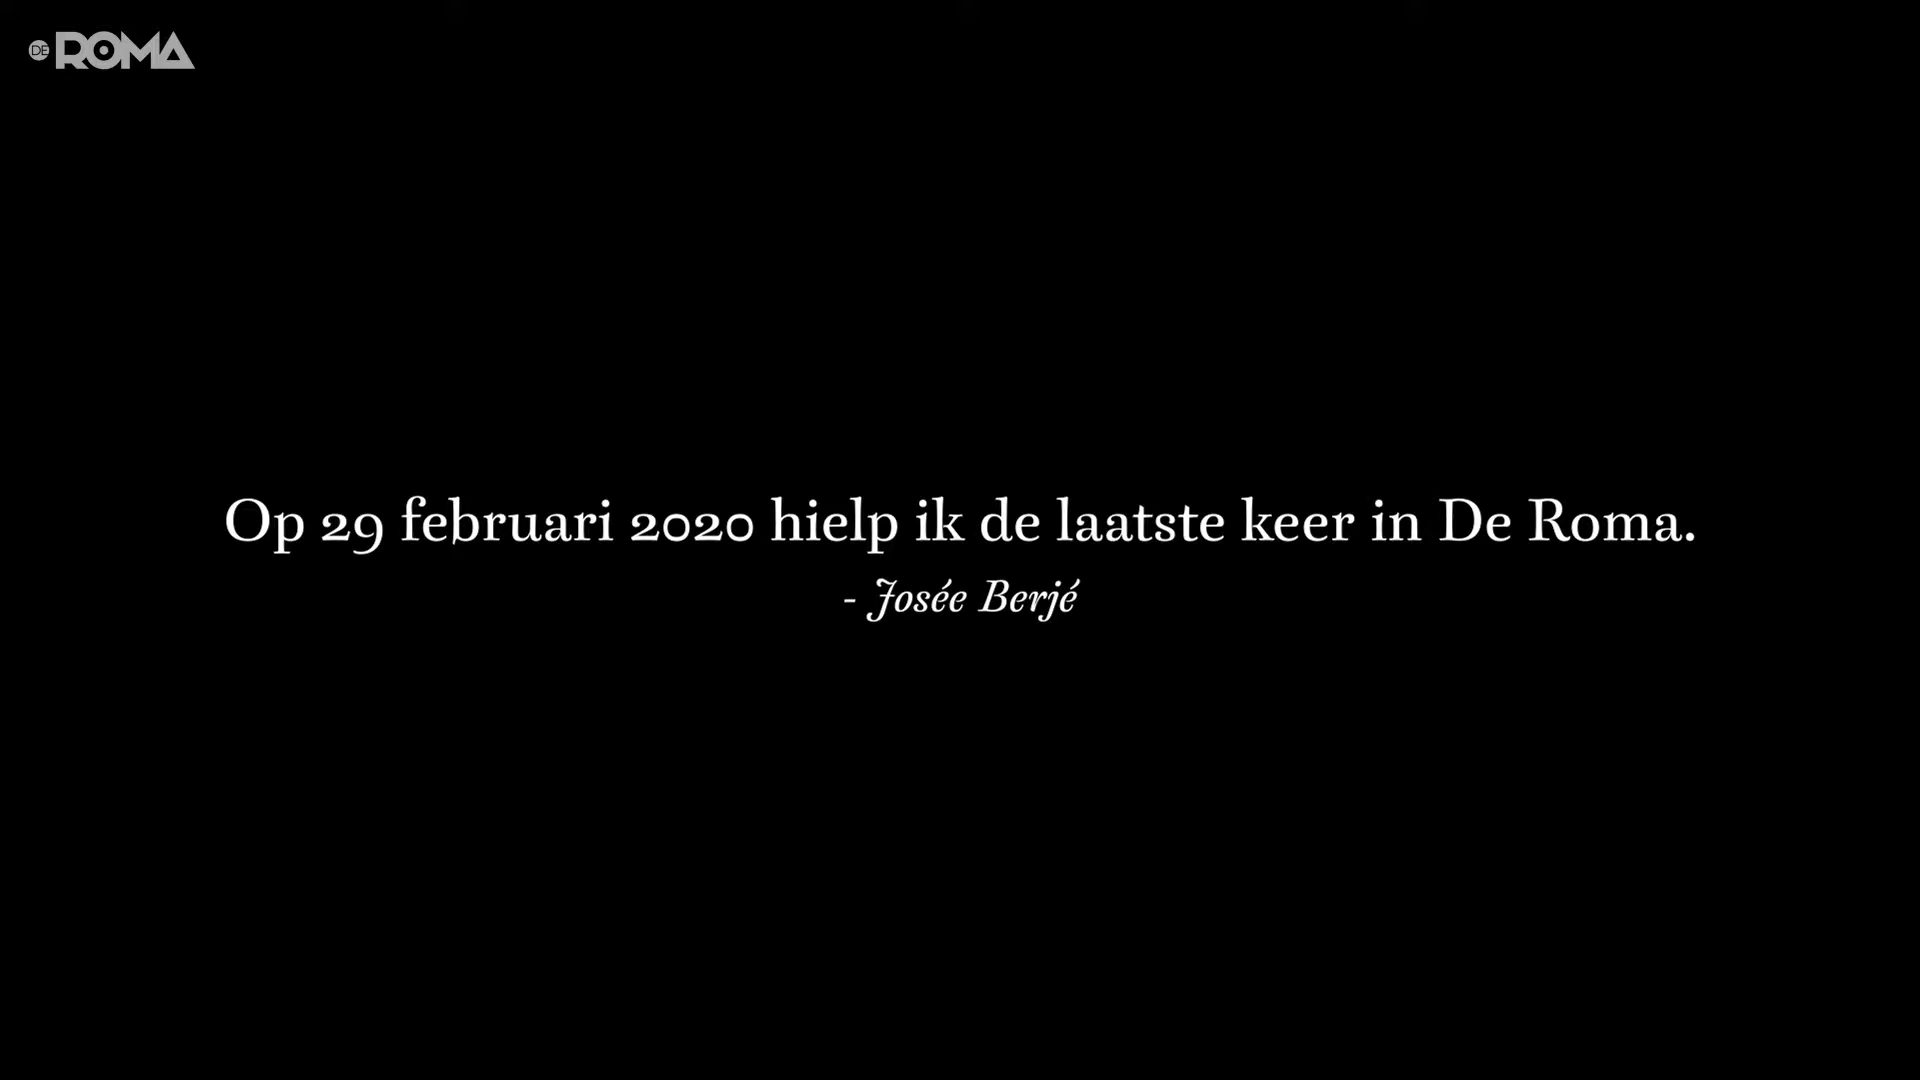 DE ROMA
Op 29 februari 2020 hielp ik de laatste keer in De Roma.
- Josée Berjé